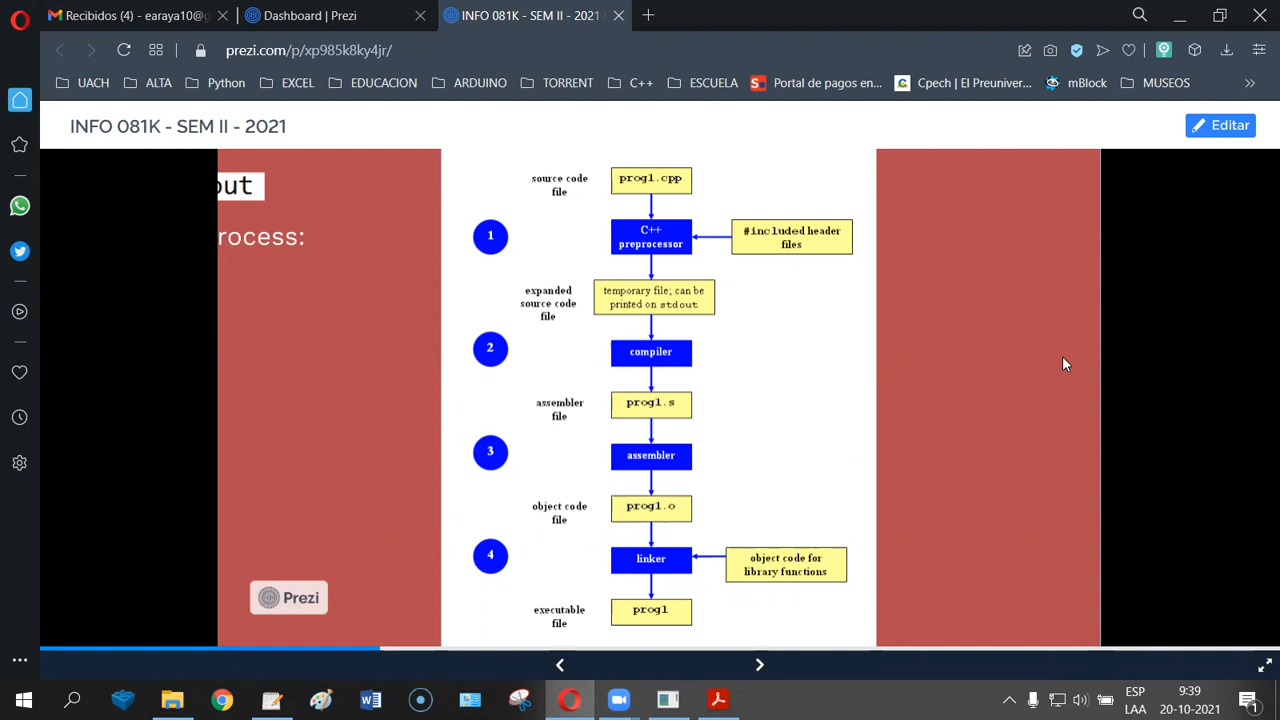 Recibidos (4) - earaya10@g
Dashboard | Prezi
INFO 081K - SEM II - 2021
prezi.com/p/xp985k8ky4jr/
UACH
ALTA
Python
EXCEL
EDUCACION
ARDUINO
TORRENT
C++
ESCUELA
Portal de pagos en...
Cpech | El Preuniver...
mBlock
MUSEOS
INFO 081K - SEM II - 2021
Editar
out
rocess:
source code
file
prog1.cpp
1
C++
preprocessor
#included header
files
expanded
source code
file
temporary file; can be
printed on stdout
2
compiler
assembler
file
prog1.s
3
assembler
object code
file
prog1.o
4
linker
object code for
library functions
executable
file
prog1
Prezi
ESP
LAA
9:39
20-10-2021
1